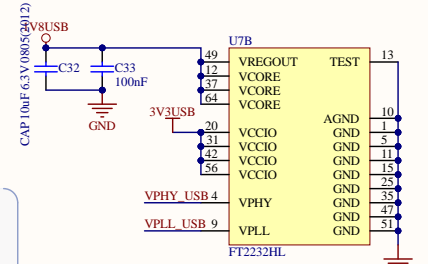 CAP 10uF 6.3V 0805(2012)
V8USB
C32
C33
100nF
GND
3V3USB
VPHY_USB
VPLL_USB
U7B
49 VREGOUT TEST 13
12 VCORE
37 VCORE
64 VCORE
AGND 10
20 VCCIO GND 1
31 VCCIO GND 5
42 VCCIO GND 11
56 VCCIO GND 15
GND 25
4 VPHY GND 35
GND 47
9 VPLL GND 51
FT2232HL